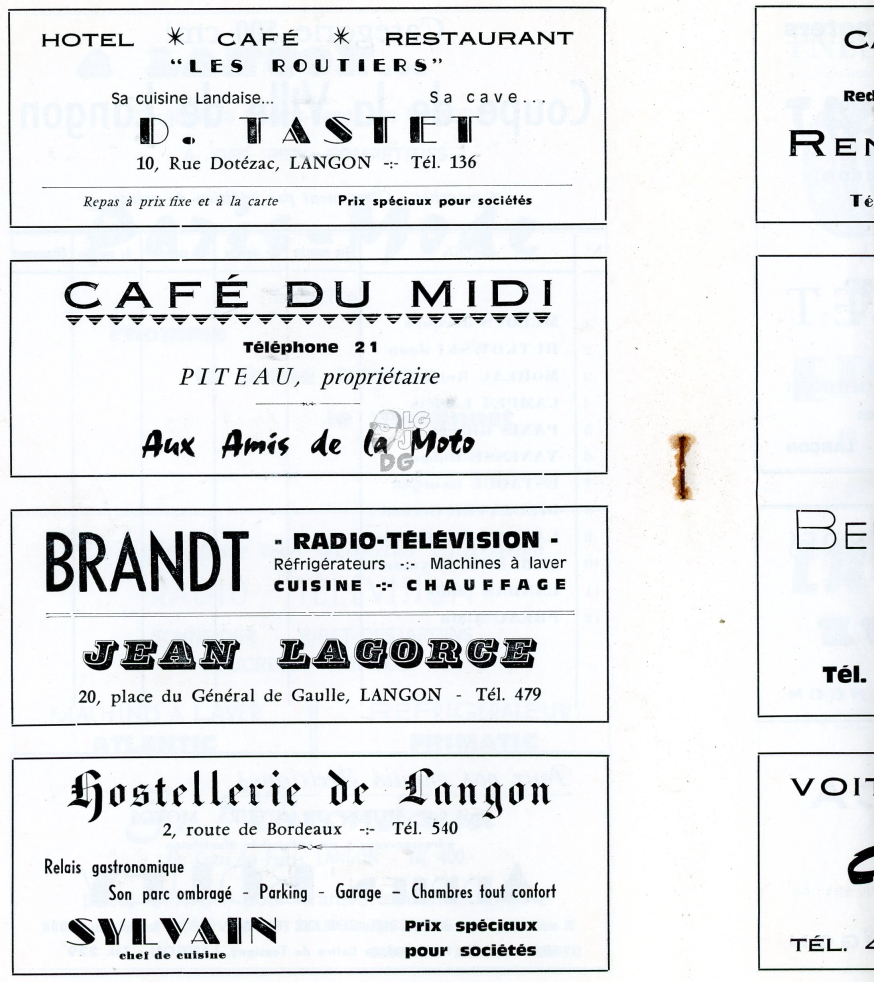 HOTEL * CAFÉ * RESTAURANT
"LES ROUTIERS"
Sa cuisine Landaise... Sa cave...
D. TASTET
10, Rue Dotézac, LANGON -:- Tél. 136
Repas à prix fixe et à la carte Prix spéciaux pour sociétés
CAFÉ DU MIDI
Téléphone 21
PITEAU, propriétaire
Aux Amis de la Moto
LG
JC
DG
BRANDT
- RADIO-TÉLÉVISION -
Réfrigérateurs -:- Machines à laver
CUISINE -:- CHAUFFAGE
JEAN LAGORCE
20, place du Général de Gaulle, LANGON - Tél. 479
Hostellerie de Langon
2, route de Bordeaux -:- Tél. 540
Relais gastronomique
Son parc ombragé - Parking - Garage - Chambres tout confort
SYLVAIN
chef de cuisine
Prix spéciaux
pour sociétés
CA
Red
REN
Té
BE
Tél.
VOIT
TÉL. 4